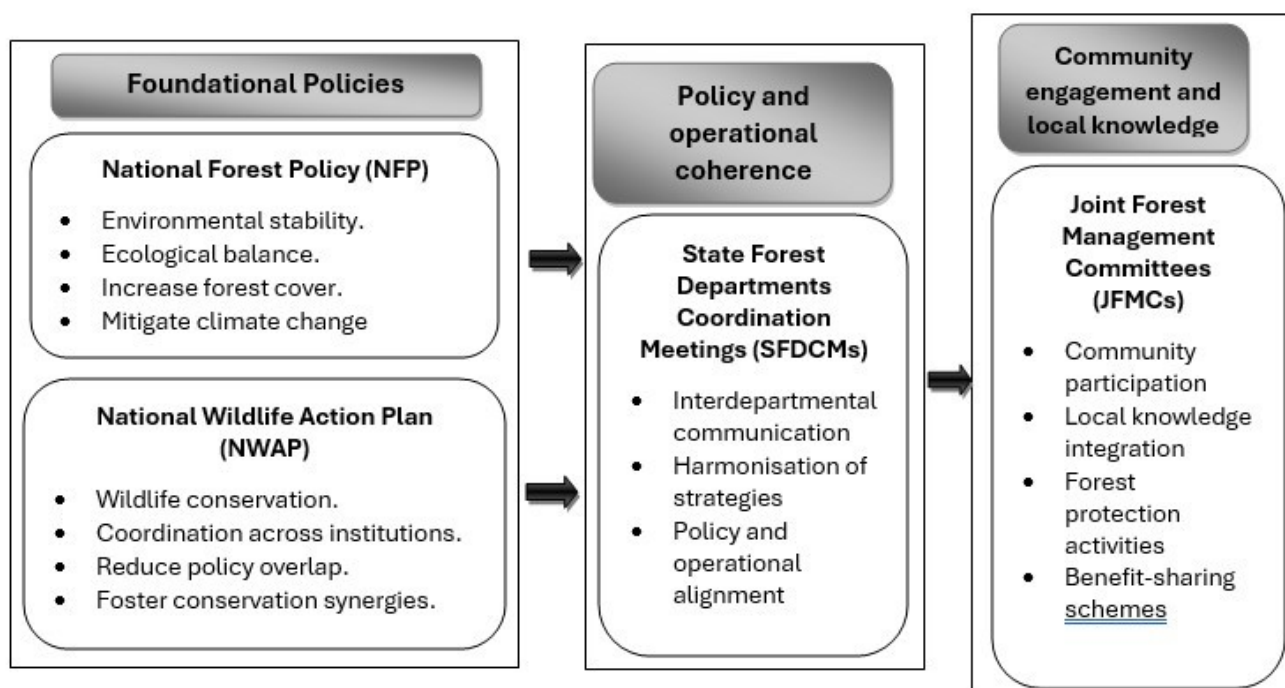 Foundational Policies
National Forest Policy (NFP)
• Environmental stability.
• Ecological balance.
• Increase forest cover.
• Mitigate climate change
National Wildlife Action Plan
(NWAP)
• Wildlife conservation.
• Coordination across institutions.
• Reduce policy overlap.
• Foster conservation synergies.
Policy and
operational
coherence
State Forest
Departments
Coordination
Meetings (SFDCMs)
• Interdepartmental
communication
• Harmonisation of
strategies
• Policy and
operational
alignment
Community
engagement and
local knowledge
Joint Forest
Management
Committees
(JFMCs)
• Community
participation
• Local knowledge
integration
• Forest
protection
activities
• Benefit-sharing
schemes